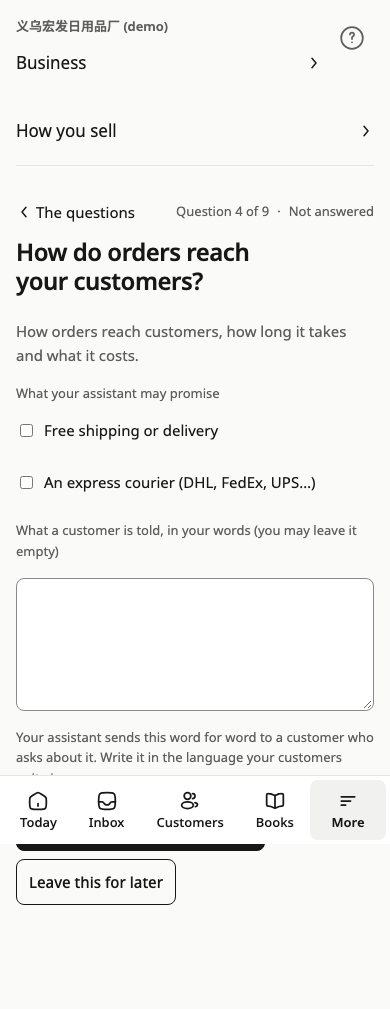 义乌宏发日用品厂 (demo)
Business
How you sell
The questions
Question 4 of 9 · Not answered
How do orders reach
your customers?
How orders reach customers, how long it takes
and what it costs.
What your assistant may promise
Free shipping or delivery
An express courier (DHL, FedEx, UPS...)
What a customer is told, in your words (you may leave it
empty)
Your assistant sends this word for word to a customer who
asks about it. Write it in the language your customers
Today
Inbox
Customers
Books
More
Leave this for later